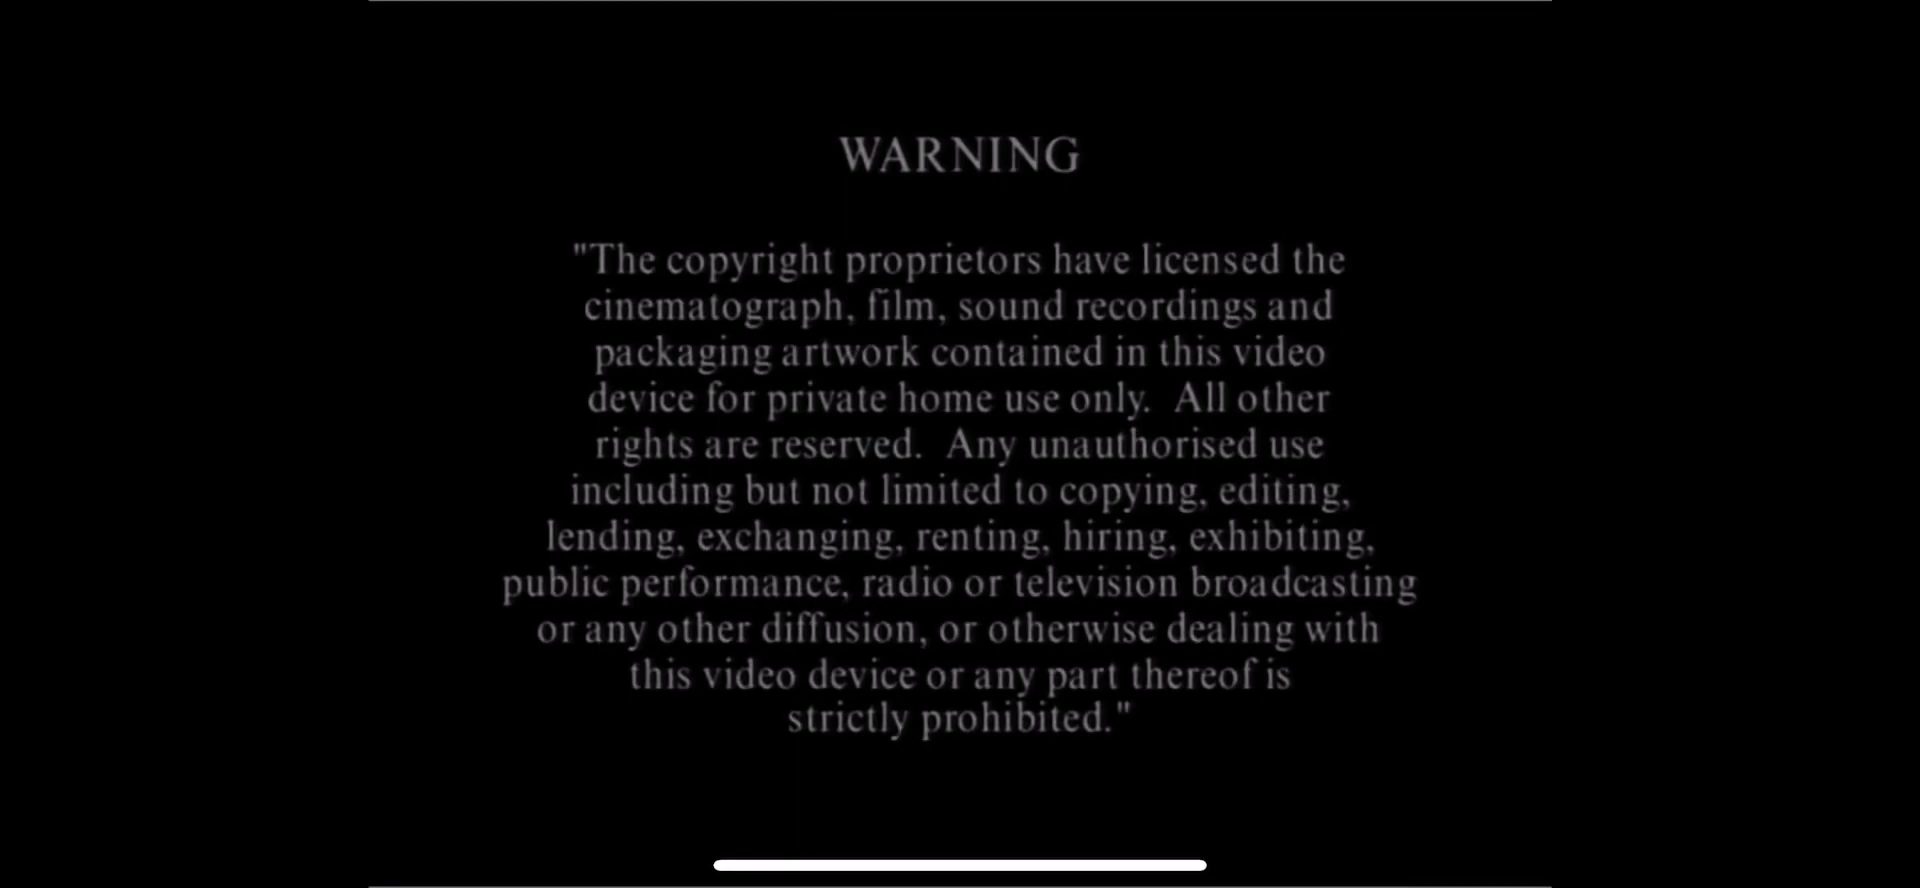 WARNING
"The copyright proprietors have licensed the
cinematograph, film, sound recordings and
packaging artwork contained in this video
device for private home use only.  All other
rights are reserved.  Any unauthorised use
including but not limited to copying, editing,
lending, exchanging, renting, hiring, exhibiting,
public performance, radio or television broadcasting
or any other diffusion, or otherwise dealing with
this video device or any part thereof is
strictly prohibited."